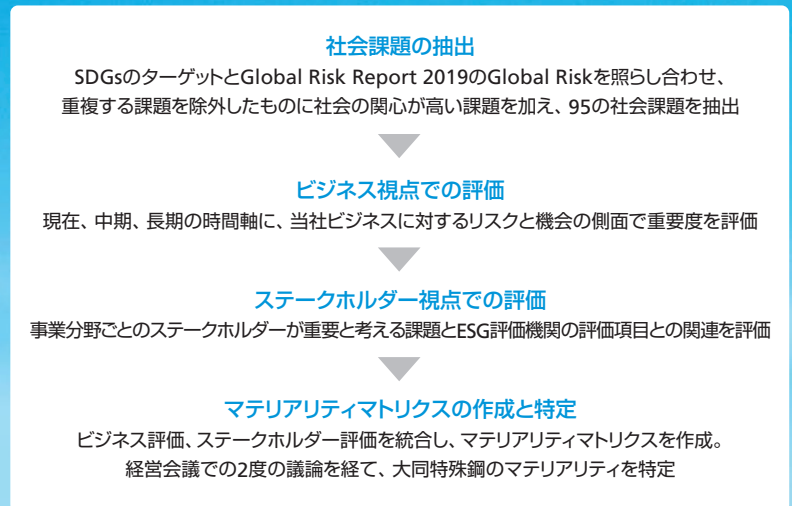 社会課題の抽出
SDGsのターゲットとGlobal Risk Report 2019のGlobal Riskを照らし合わせ、
重複する課題を除外したものに社会の関心が高い課題を加え、95の社会課題を抽出
ビジネス視点での評価
現在、中期、長期の時間軸に、当社ビジネスに対するリスクと機会の側面で重要度を評価
ステークホルダー視点での評価
事業分野ごとのステークホルダーが重要と考える課題とESG評価機関の評価項目との関連を評価
マテリアリティマトリクスの作成と特定
ビジネス評価、ステークホルダー評価を統合し、マテリアリティマトリクスを作成。
経営会議での2度の議論を経て、大同特殊鋼のマテリアリティを特定